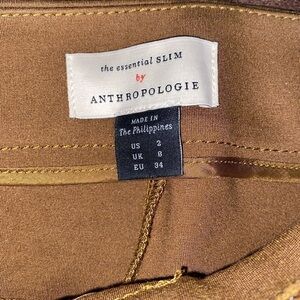 the essential SLIM
by
ANTHROPOLOGIE
MADE IN
The Philippines
US 2
UK 6
EU 34